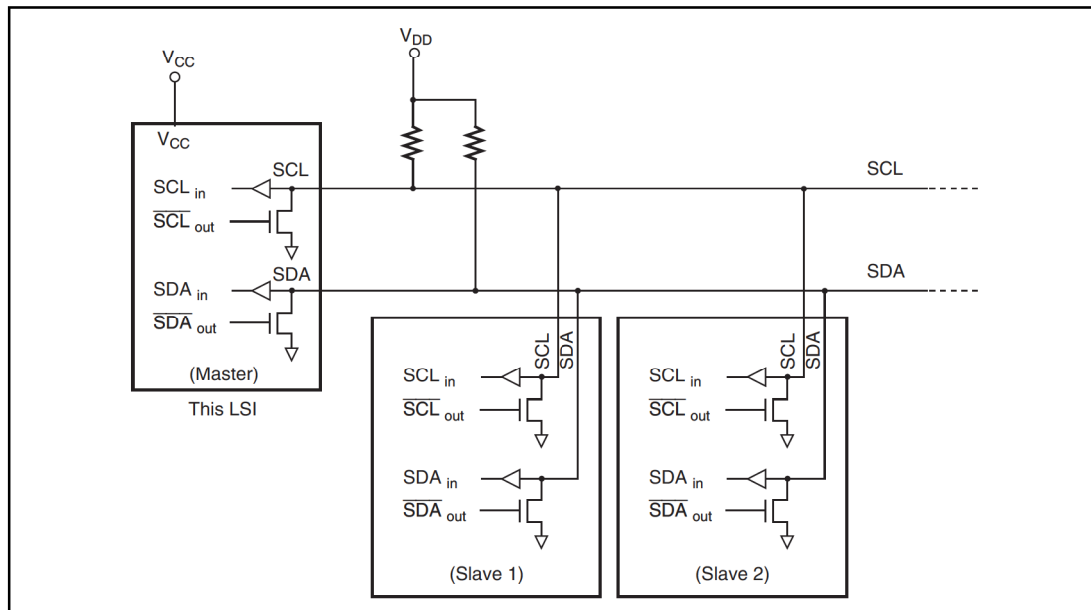 VDD
VCC
VCC
SCL
SCL
SCL in
SCL out
SDA
SDA
SDA in
SDA out
(Master)
This LSI
SCL
SDA
SCL in
SCL out
SDA in
SDA out
(Slave 1)
SCL
SDA
SCL in
SCL out
SDA in
SDA out
(Slave 2)